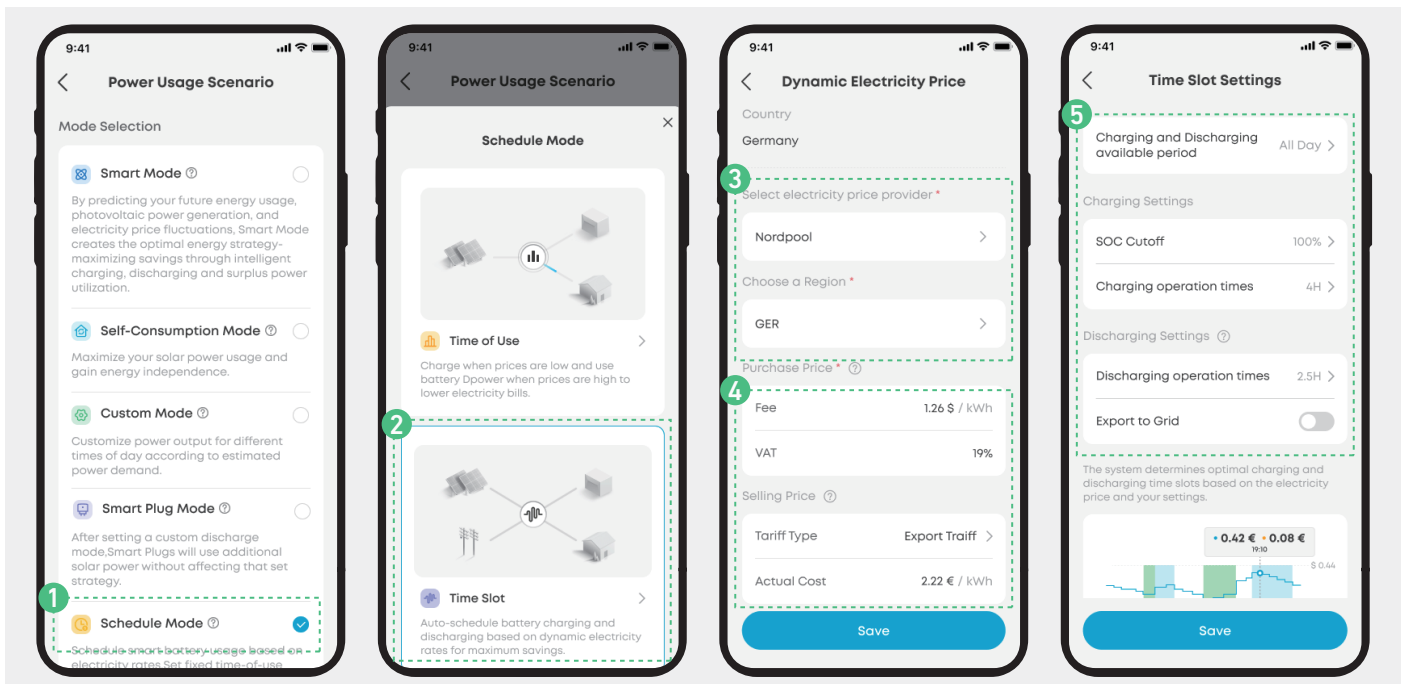 9:41
Power Usage Scenario
Mode Selection
Smart Mode ?
By predicting your future energy usage,
photovoltaic power generation, and
electricity price fluctuations, Smart Mode
creates the optimal energy strategy-
maximizing savings through intelligent
charging, discharging and surplus power
utilization.
Self-Consumption Mode ?
Maximize your solar power usage and
gain energy independence.
Custom Mode ?
Customize power output for different
times of day according to estimated
power demand.
Smart Plug Mode ?
After setting a custom discharge
mode,Smart Plugs will use additional
solar power without affecting that set
strategy.
1
Schedule Mode ?
Schedule smart battery usage based on
electricity rates.Set fixed time-of-use
9:41
Power Usage Scenario
Schedule Mode
Time of Use
Charge when prices are low and use
battery Dpower when prices are high to
lower electricity bills.
2
Time Slot
Auto-schedule battery charging and
discharging based on dynamic electricity
rates for maximum savings.
9:41
Dynamic Electricity Price
Country
Germany
3
Select electricity price provider *
Nordpool
Choose a Region *
GER
Purchase Price * ?
4
Fee 1.26 $ / kWh
VAT 19%
Selling Price ?
Tariff Type Export Traiff
Actual Cost 2.22 € / kWh
Save
9:41
Time Slot Settings
5
Charging and Discharging
available period All Day
Charging Settings
SOC Cutoff 100%
Charging operation times 4H
Discharging Settings ?
Discharging operation times 2.5H
Export to Grid
The system determines optimal charging and
discharging time slots based on the electricity
price and your settings.
0.42 € 0.08 €
19:10
$ 0.44
Save